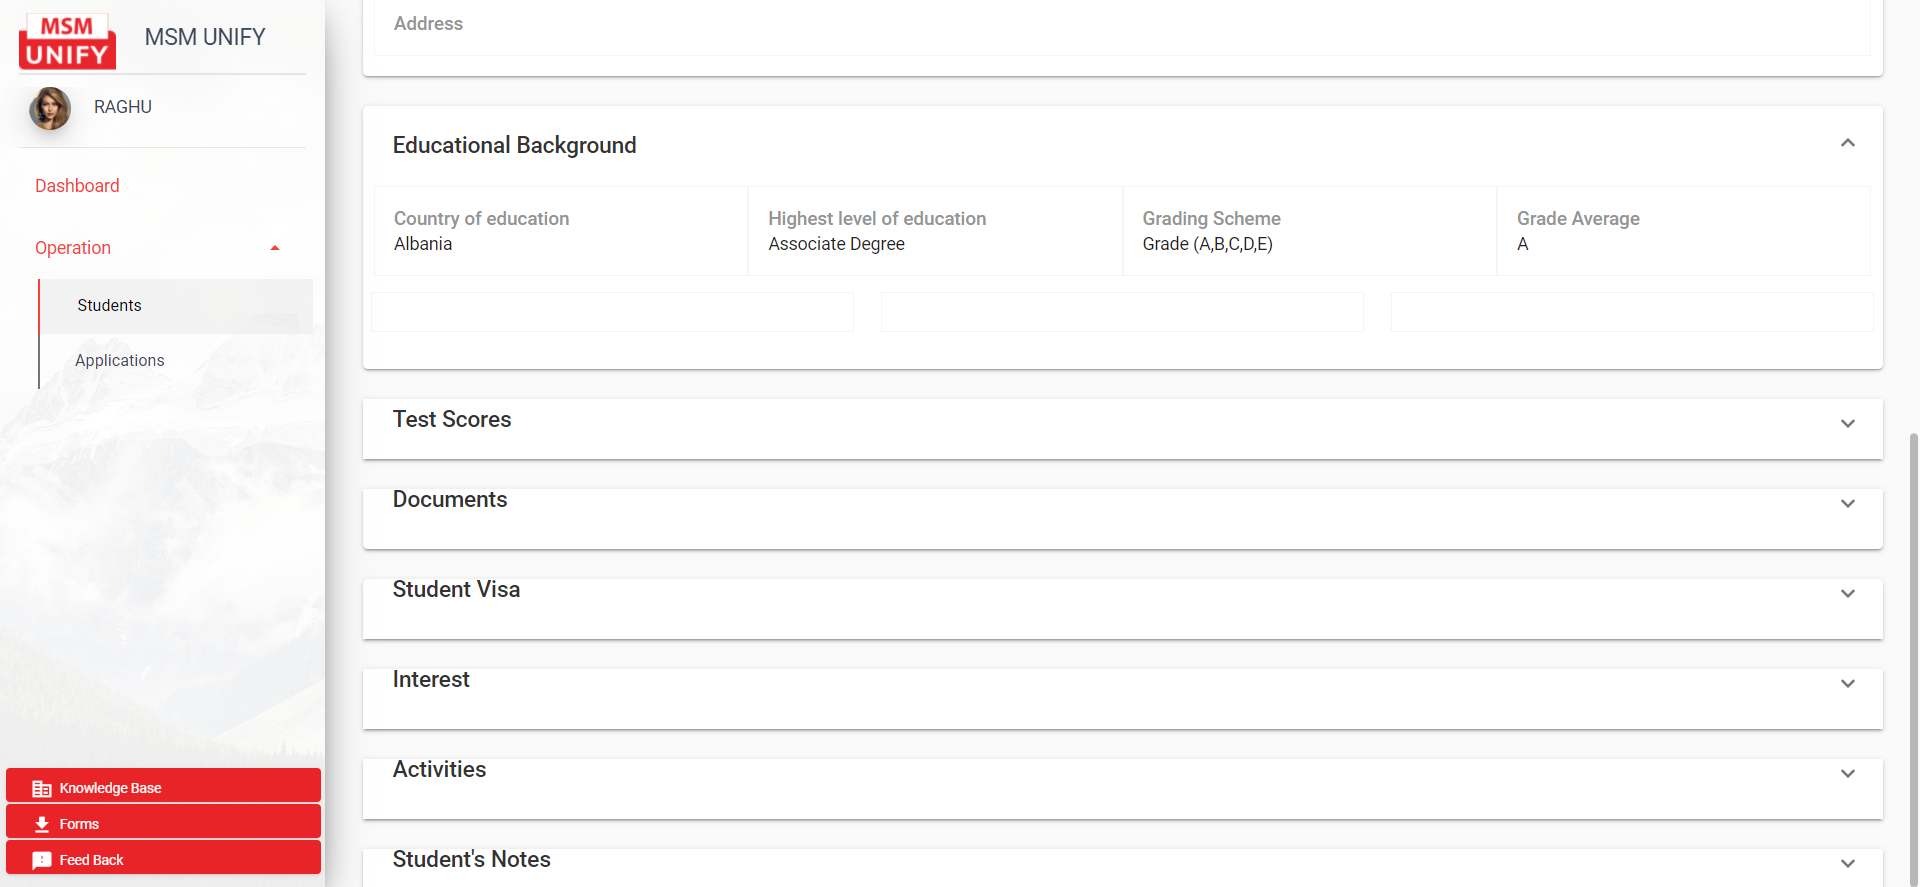 MSM
UNIFY
MSM UNIFY
RAGHU
Dashboard
Operation
Students
Applications
Knowledge Base
Forms
Feed Back
Address
Educational Background
Country of education
Albania
Highest level of education
Associate Degree
Grading Scheme
Grade (A,B,C,D,E)
Grade Average
A
Test Scores
Documents
Student Visa
Interest
Activities
Student's Notes